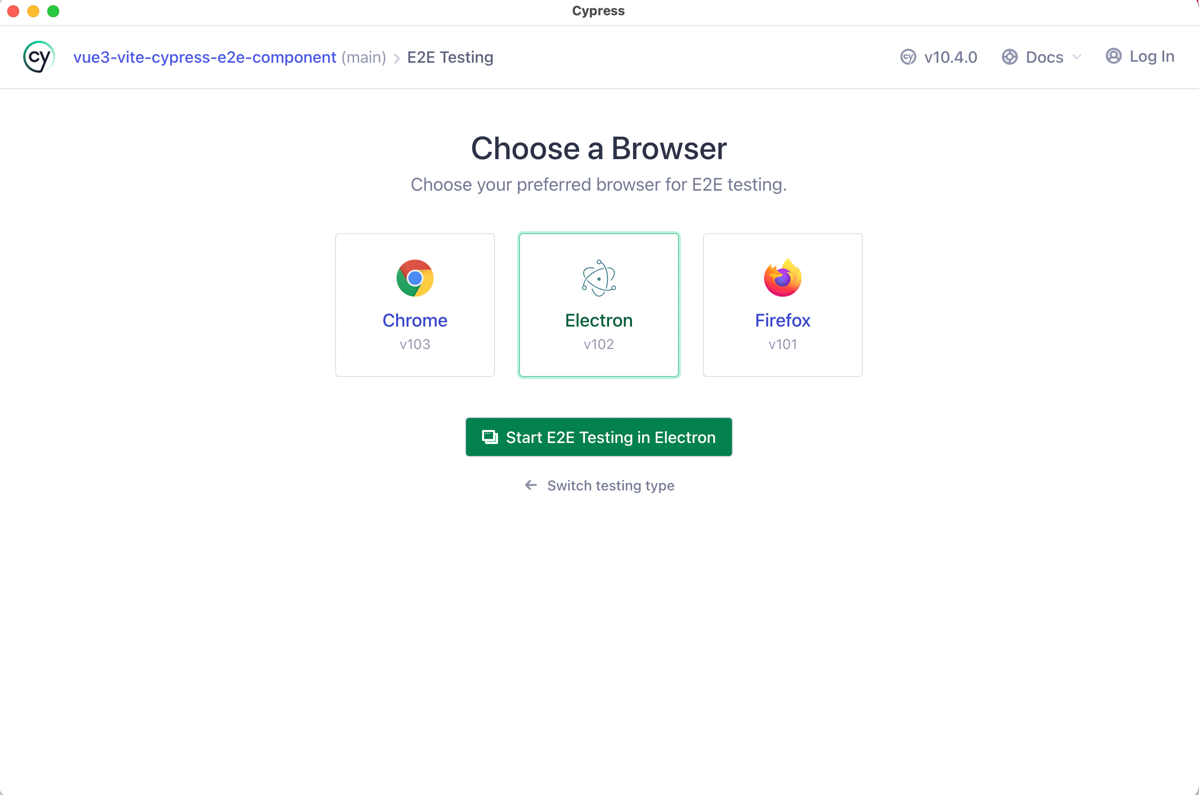 Cypress
cy vue3-vite-cypress-e2e-component (main) › E2E Testing cy v10.4.0 Docs Log In
Choose a Browser
Choose your preferred browser for E2E testing.
Chrome Electron Firefox
v103 v102 v101
Start E2E Testing in Electron
← Switch testing type